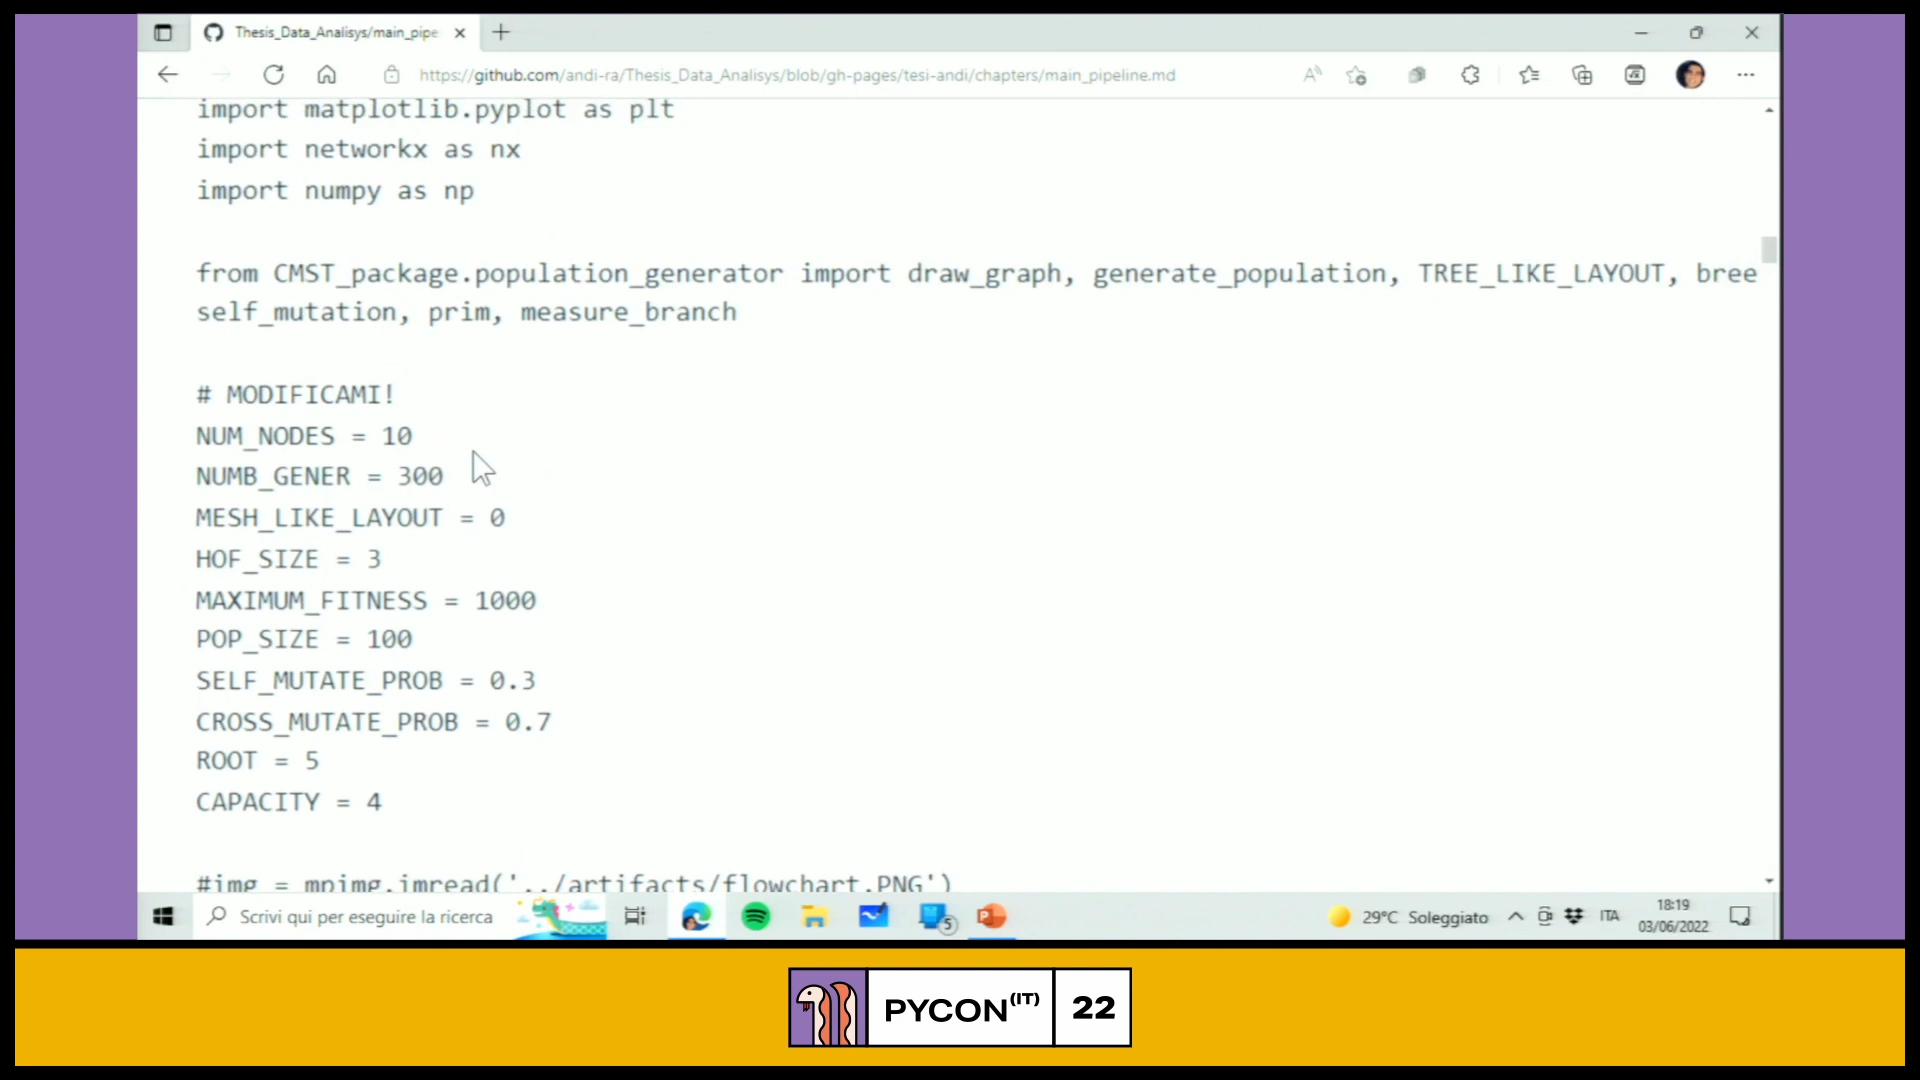 Thesis_Data_Analisys/main_pipe
https://github.com/andi-ra/Thesis_Data_Analisys/blob/gh-pages/tesi-andi/chapters/main_pipeline.md
import matplotlib.pyplot as plt
import networkx as nx
import numpy as np
from CMST_package.population_generator import draw_graph, generate_population, TREE_LIKE_LAYOUT, bree
self_mutation, prim, measure_branch
# MODIFICAMI!
NUM_NODES = 10
NUMB_GENER = 300
MESH_LIKE_LAYOUT = 0
HOF_SIZE = 3
MAXIMUM_FITNESS = 1000
POP_SIZE = 100
SELF_MUTATE_PROB = 0.3
CROSS_MUTATE_PROB = 0.7
ROOT = 5
CAPACITY = 4
#img = mpimg.imread('../artifacts/flowchart.PNG')
Scrivi qui per eseguire la ricerca
5
29°C Soleggiato
ITA
18:19
03/06/2022
PYCON(IT) 22